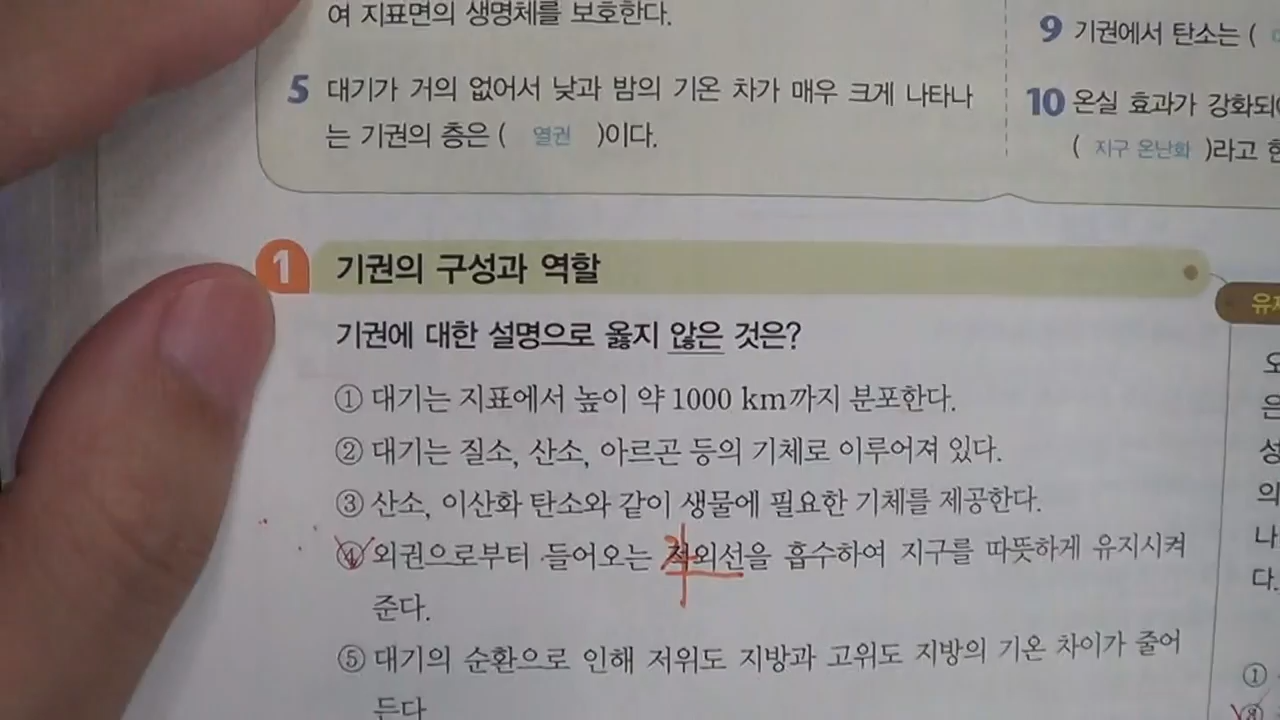 여 지표면의 생명체를 보호한다.
5 대기가 거의 없어서 낮과 밤의 기온 차가 매우 크게 나타나
는 기권의 층은 ( 열권 )이다.
9 기권에서 탄소는 (
10 온실 효과가 강화되
( 지구 온난화 )라고 한
1 기권의 구성과 역할
기권에 대한 설명으로 옳지 않은 것은?
① 대기는 지표에서 높이 약 1000 km까지 분포한다.
② 대기는 질소, 산소, 아르곤 등의 기체로 이루어져 있다.
③ 산소, 이산화 탄소와 같이 생물에 필요한 기체를 제공한다.
④ 외권으로부터 들어오는 적외선을 흡수하여 지구를 따뜻하게 유지시켜
준다.
⑤ 대기의 순환으로 인해 저위도 지방과 고위도 지방의 기온 차이가 줄어
든다
은
의
나
다.
①